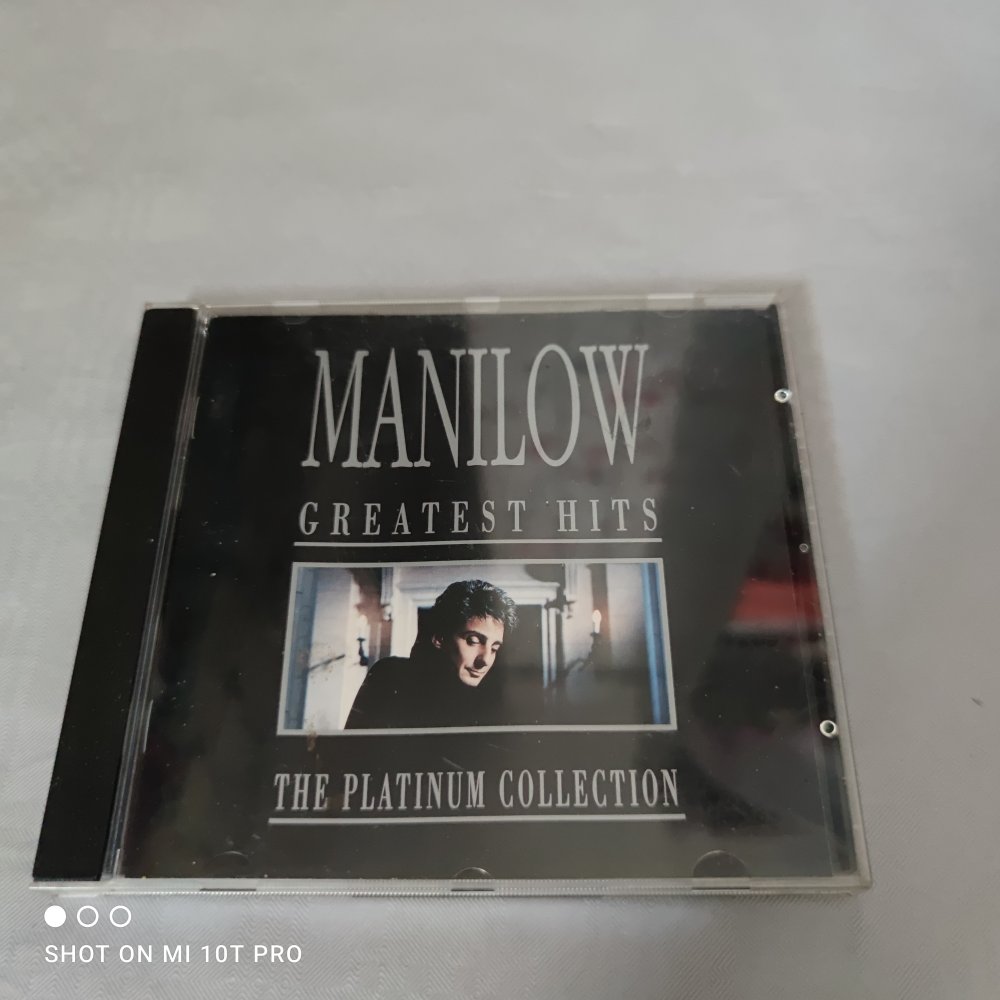 MANILOW
GREATEST HITS
THE PLATINUM COLLECTION
SHOT ON MI 10T PRO